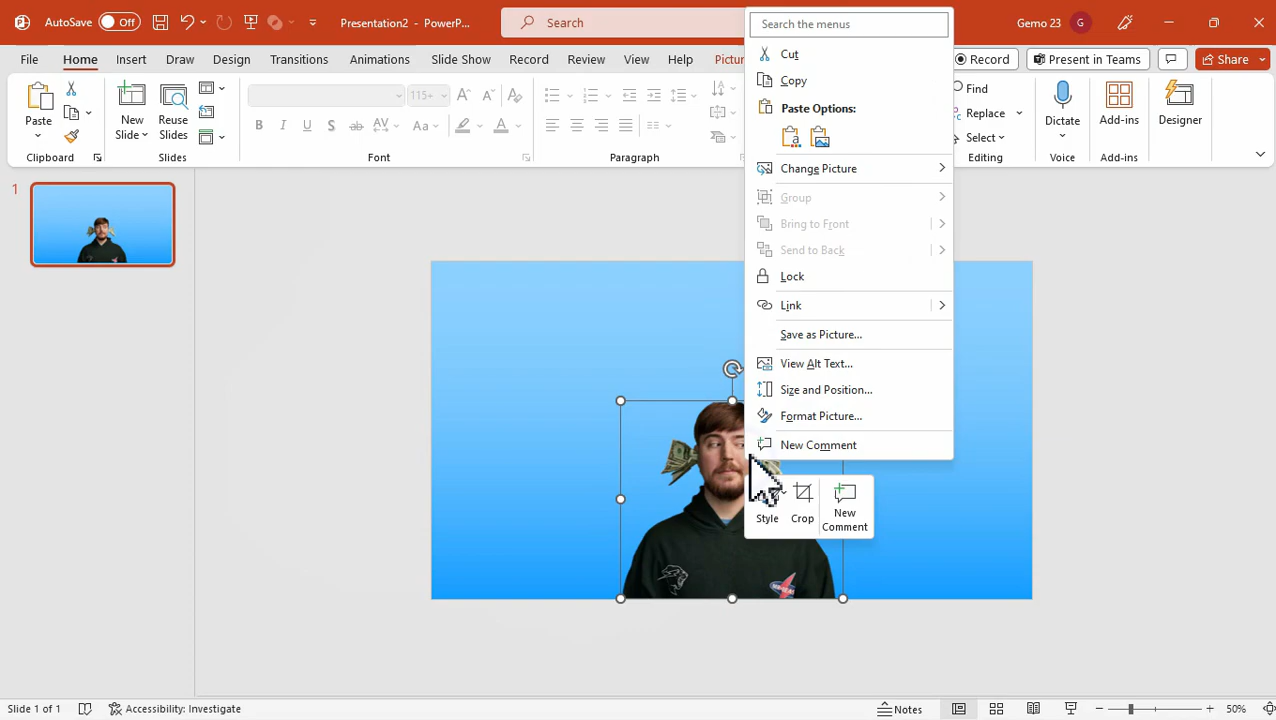 AutoSave Off Presentation2 - PowerP... Search Gemo 23 G
File Home Insert Draw Design Transitions Animations Slide Show Record Review View Help Pictur Record Present in Teams Share
Paste
New Slide
Reuse Slides
115+
Find
Replace
Select
Dictate
Add-ins
Designer
Clipboard Slides Font Paragraph Editing Voice Add-ins
Search the menus
Cut
Copy
Paste Options:
Change Picture
Group
Bring to Front
Send to Back
Lock
Link
Save as Picture...
View Alt Text...
Size and Position...
Format Picture...
New Comment
Style
Crop
New Comment
1
Slide 1 of 1 Accessibility: Investigate Notes 50%